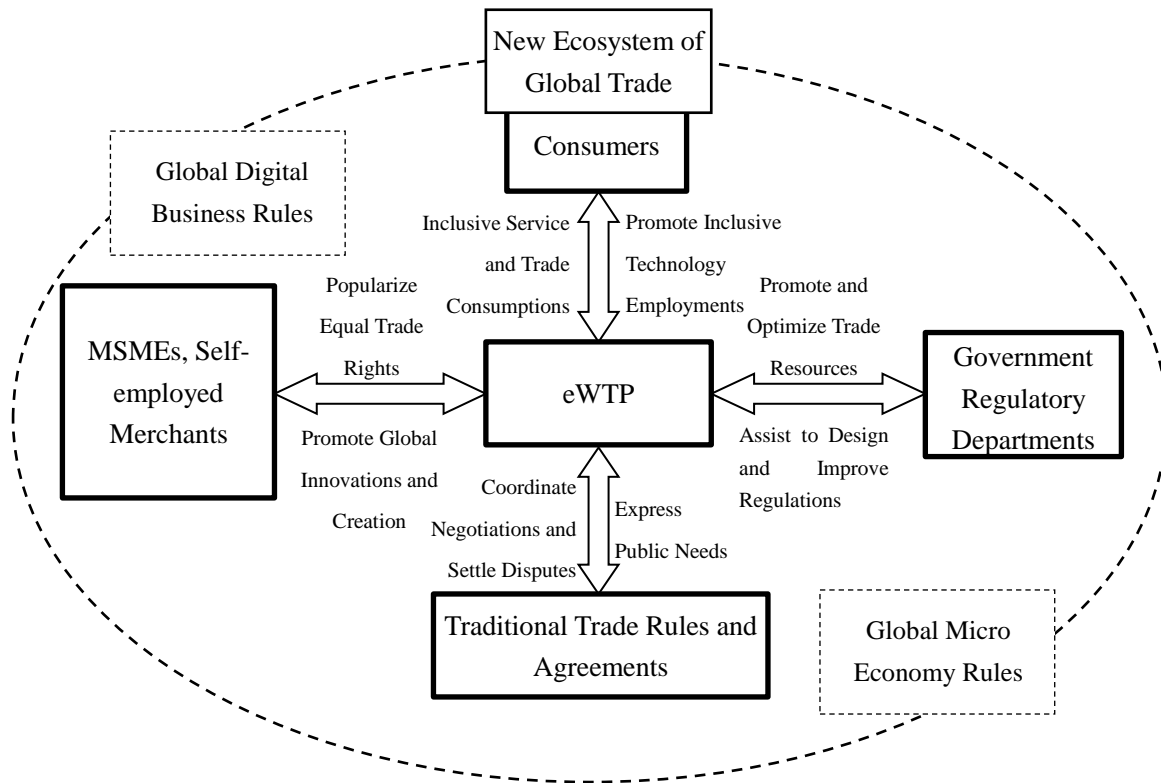 New Ecosystem of
Global Trade
Consumers
Global Digital
Business Rules
Inclusive Service
and Trade
Consumptions
Promote Inclusive
Technology
Employments
Popularize
Equal Trade
Rights
Promote and
Optimize Trade
Resources
MSMEs, Self-
employed
Merchants
eWTP
Government
Regulatory
Departments
Promote Global
Innovations and
Creation
Assist to Design
and Improve
Regulations
Coordinate
Negotiations and
Settle Disputes
Express
Public Needs
Traditional Trade Rules and
Agreements
Global Micro
Economy Rules